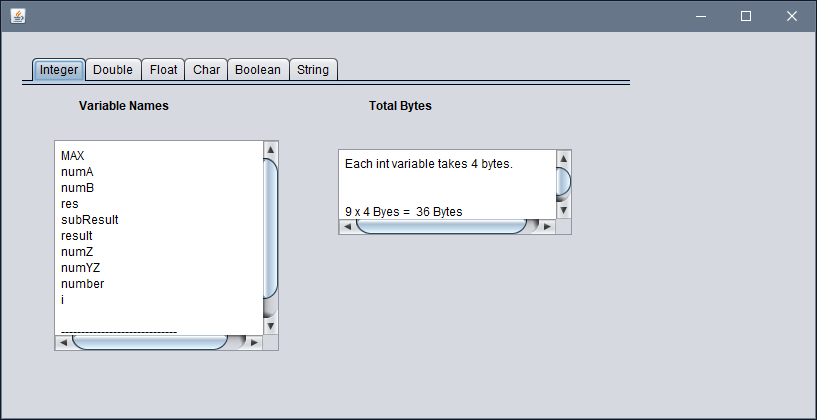 Integer Double Float Char Boolean String
Variable Names Total Bytes
MAX
numA
numB
res
subResult
result
numZ
numYZ
number
i
-----------------------------
Each int variable takes 4 bytes.
9 x 4 Byes = 36 Bytes